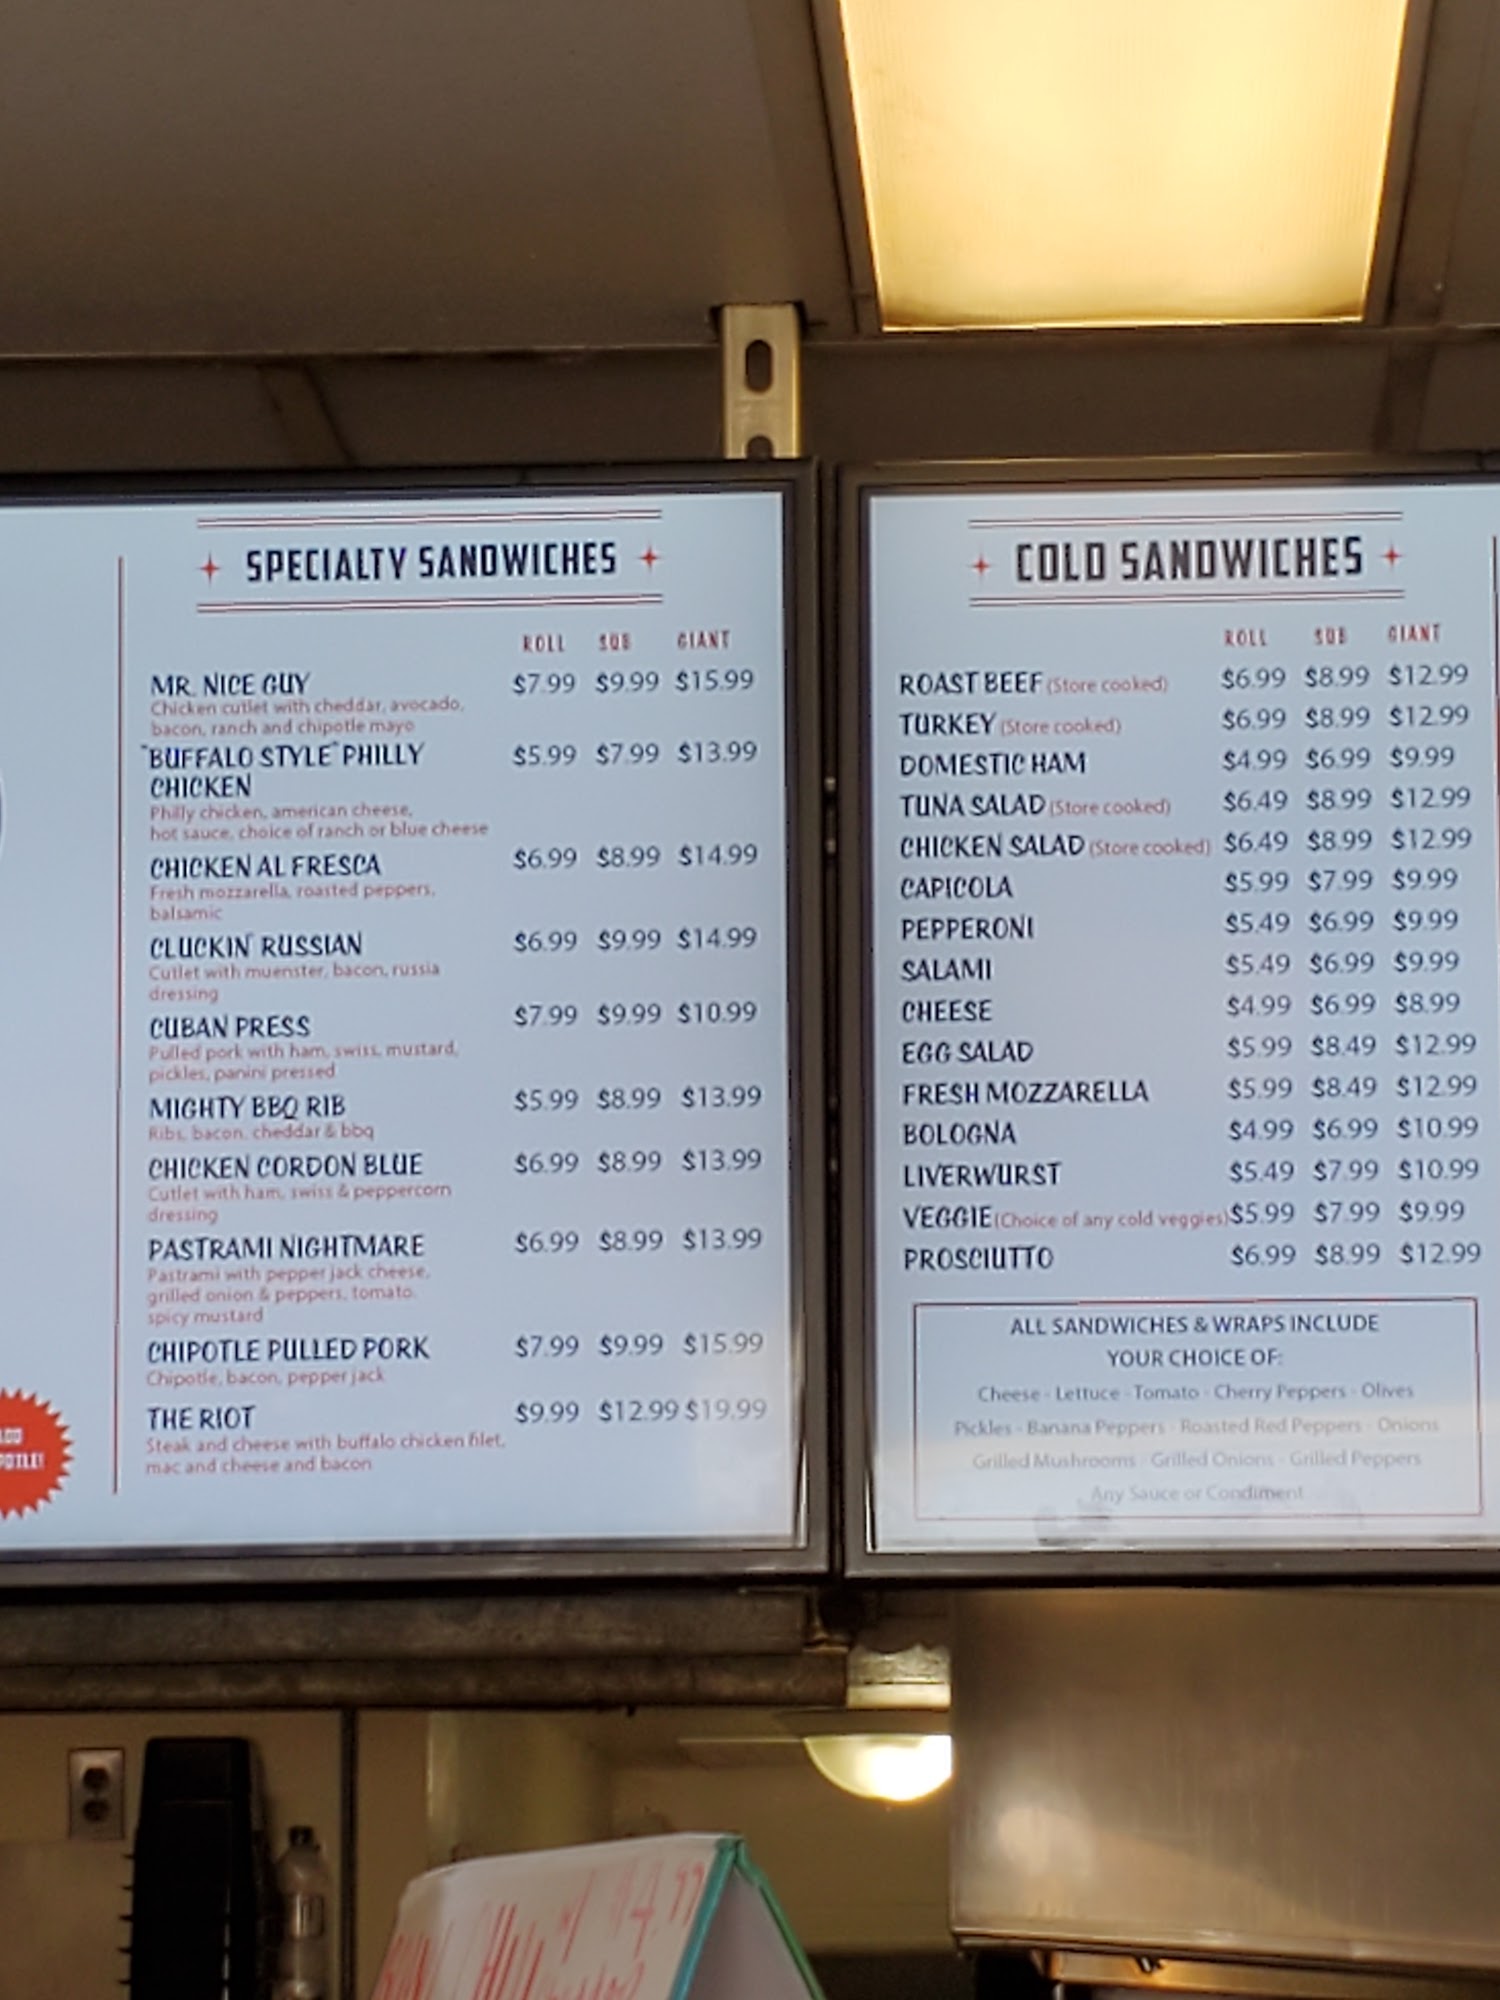 SPECIALTY SANDWICHES
ROLL SUB GIANT
MR. NICE GUY $7.99 $9.99 $15.99
Chicken cutlet with cheddar, avocado,
bacon, ranch and chipotle mayo
"BUFFALO STYLE" PHILLY $5.99 $7.99 $13.99
CHICKEN
Philly chicken, american cheese,
hot sauce, choice of ranch or blue cheese
CHICKEN AL FRESCA $6.99 $8.99 $14.99
Fresh mozzarella, roasted peppers,
balsamic
CLUCKIN' RUSSIAN $6.99 $9.99 $14.99
Cutlet with muenster, bacon, russia
dressing
CUBAN PRESS $7.99 $9.99 $10.99
Pulled pork with ham, swiss, mustard,
pickles, panini pressed
MIGHTY BBQ RIB $5.99 $8.99 $13.99
Ribs, bacon, cheddar & bbq
CHICKEN CORDON BLUE $6.99 $8.99 $13.99
Cutlet with ham, swiss & peppercorn
dressing
PASTRAMI NIGHTMARE $6.99 $8.99 $13.99
Pastrami with pepper jack cheese,
grilled onion & peppers, tomato,
spicy mustard
CHIPOTLE PULLED PORK $7.99 $9.99 $15.99
Chipotle, bacon, pepper jack
THE RIOT $9.99 $12.99 $19.99
Steak and cheese with buffalo chicken filet,
mac and cheese and bacon
COLD SANDWICHES
ROLL SUB GIANT
ROAST BEEF (Store cooked) $6.99 $8.99 $12.99
TURKEY (Store cooked) $6.99 $8.99 $12.99
DOMESTIC HAM $4.99 $6.99 $9.99
TUNA SALAD (Store cooked) $6.49 $8.99 $12.99
CHICKEN SALAD (Store cooked) $6.49 $8.99 $12.99
CAPICOLA $5.99 $7.99 $9.99
PEPPERONI $5.49 $6.99 $9.99
SALAMI $5.49 $6.99 $9.99
CHEESE $4.99 $6.99 $8.99
EGG SALAD $5.99 $8.49 $12.99
FRESH MOZZARELLA $5.99 $8.49 $12.99
BOLOGNA $4.99 $6.99 $10.99
LIVERWURST $5.49 $7.99 $10.99
VEGGIE (Choice of any cold veggies) $5.99 $7.99 $9.99
PROSCIUTTO $6.99 $8.99 $12.99
ALL SANDWICHES & WRAPS INCLUDE
YOUR CHOICE OF:
Cheese - Lettuce - Tomato - Cherry Peppers - Olives
Pickles - Banana Peppers - Roasted Red Peppers - Onions
Grilled Mushrooms - Grilled Onions - Grilled Peppers
Any Sauce or Condiment